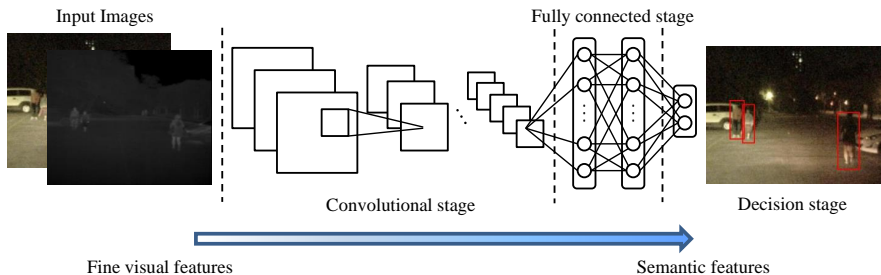 Input Images
Fully connected stage
Convolutional stage
Decision stage
Fine visual features
Semantic features